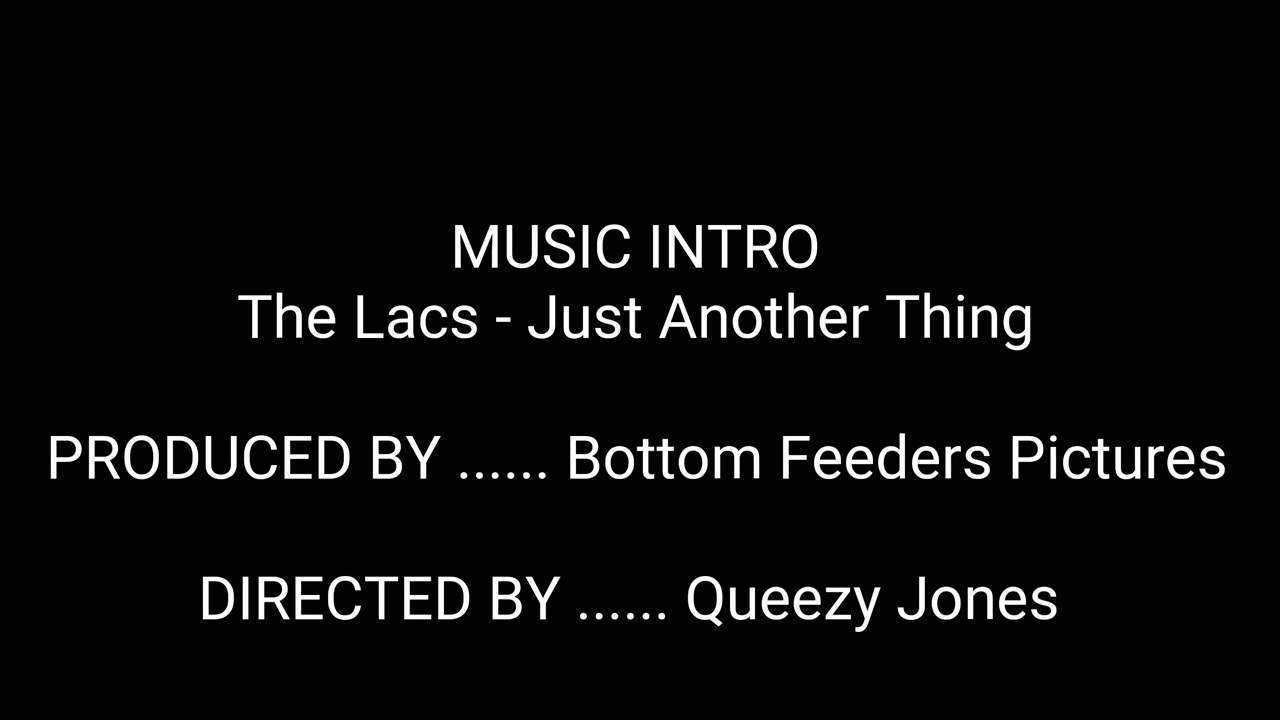 MUSIC INTRO
The Lacs - Just Another Thing
PRODUCED BY ...... Bottom Feeders Pictures
DIRECTED BY ...... Queezy Jones